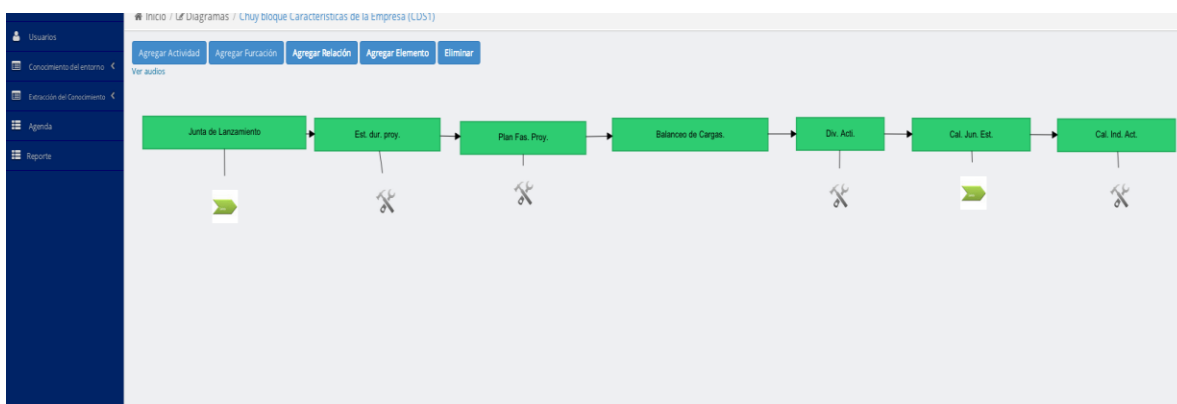 Inicio / Diagramas / Chuy bloque Características de la Empresa (CDS1)
Usuarios
Conocimiento del entorno
Extracción del Conocimiento
Agenda
Reporte
Agregar Actividad Agregar Furcación Agregar Relación Agregar Elemento Eliminar
Ver audios
Junta de Lanzamiento Est. dur. proy. Plan Fas. Proy. Balanceo de Cargas. Div. Acti. Cal. Jun. Est. Cal. Ind. Act.